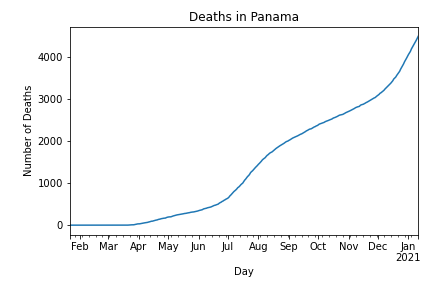 Deaths in Panama
Number of Deaths
4000
3000
2000
1000
0
Feb Mar Apr May Jun Jul Aug Sep Oct Nov Dec Jan
2021
Day